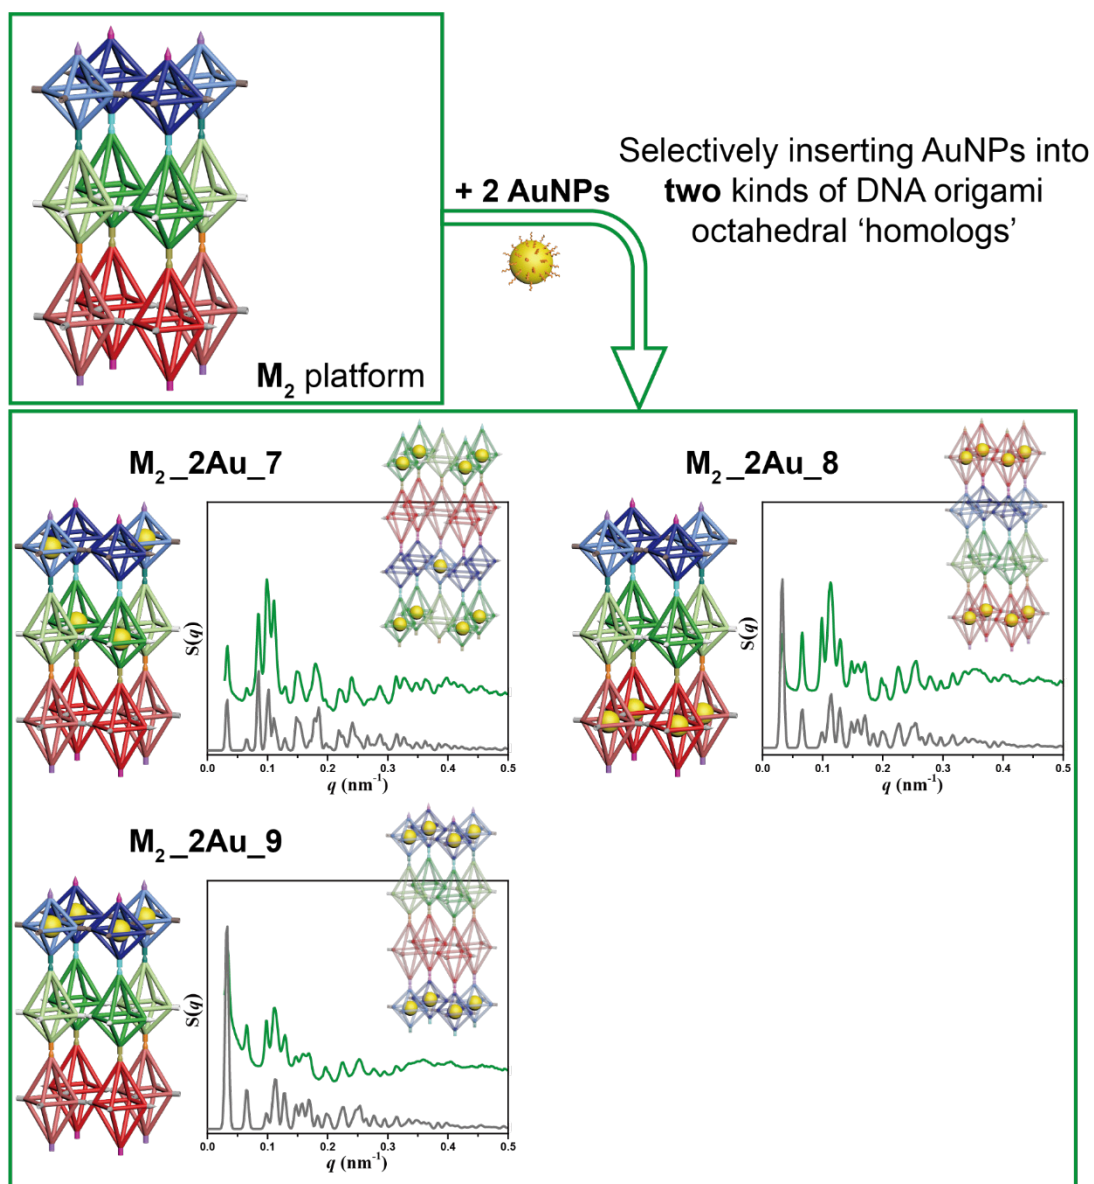 + 2 AuNPs
Selectively inserting AuNPs into
two kinds of DNA origami
octahedral ‘homologs’
M₂ platform
M₂_2Au_7
S(q)
0.0 0.1 0.2 0.3 0.4 0.5
q (nm⁻¹)
M₂_2Au_8
S(q)
0.0 0.1 0.2 0.3 0.4 0.5
q (nm⁻¹)
M₂_2Au_9
S(q)
0.0 0.1 0.2 0.3 0.4 0.5
q (nm⁻¹)